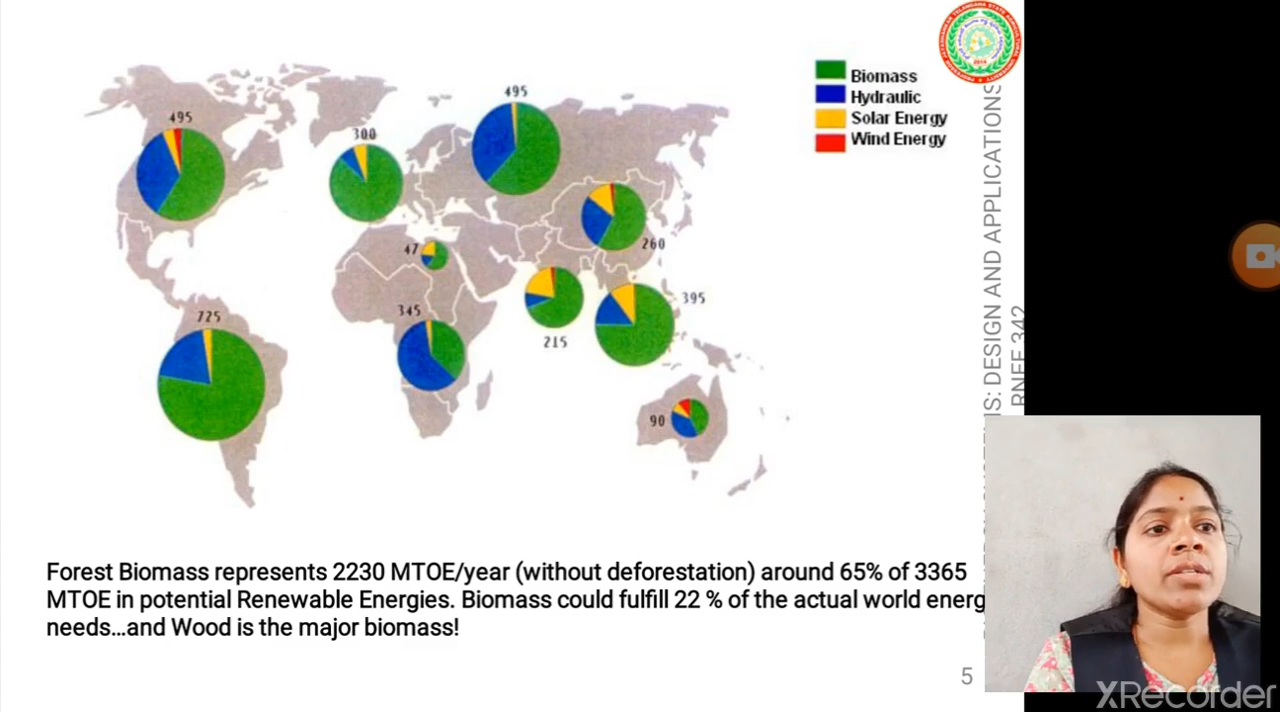 495
300
495
47
260
725
345
215
395
90
Biomass
Hydraulic
Solar Energy
Wind Energy
S: DESIGN AND APPLICATIONS
RNEE 342
2014
Forest Biomass represents 2230 MTOE/year (without deforestation) around 65% of 3365
MTOE in potential Renewable Energies. Biomass could fulfill 22 % of the actual world energ
needs...and Wood is the major biomass!
5
XRecorder